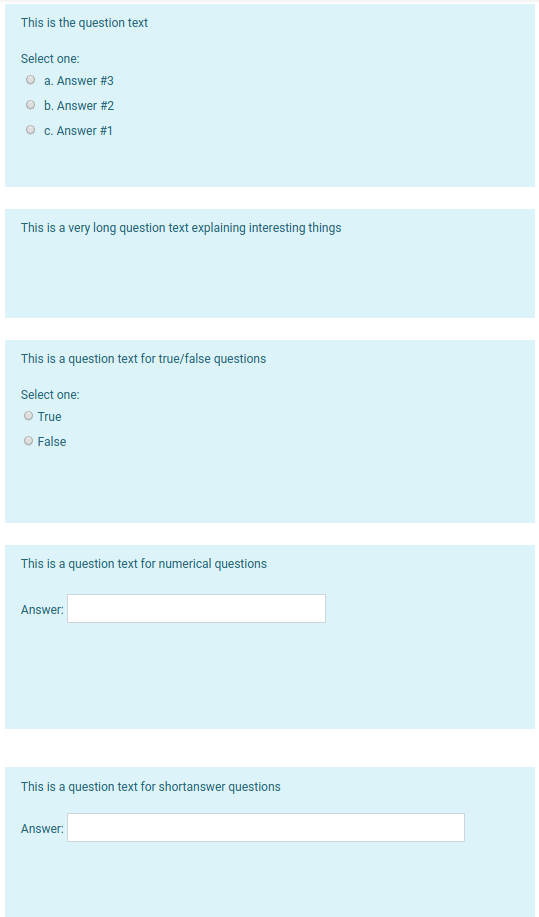 This is the question text
Select one:
a. Answer #3
b. Answer #2
c. Answer #1
This is a very long question text explaining interesting things
This is a question text for true/false questions
Select one:
True
False
This is a question text for numerical questions
Answer:
This is a question text for shortanswer questions
Answer: